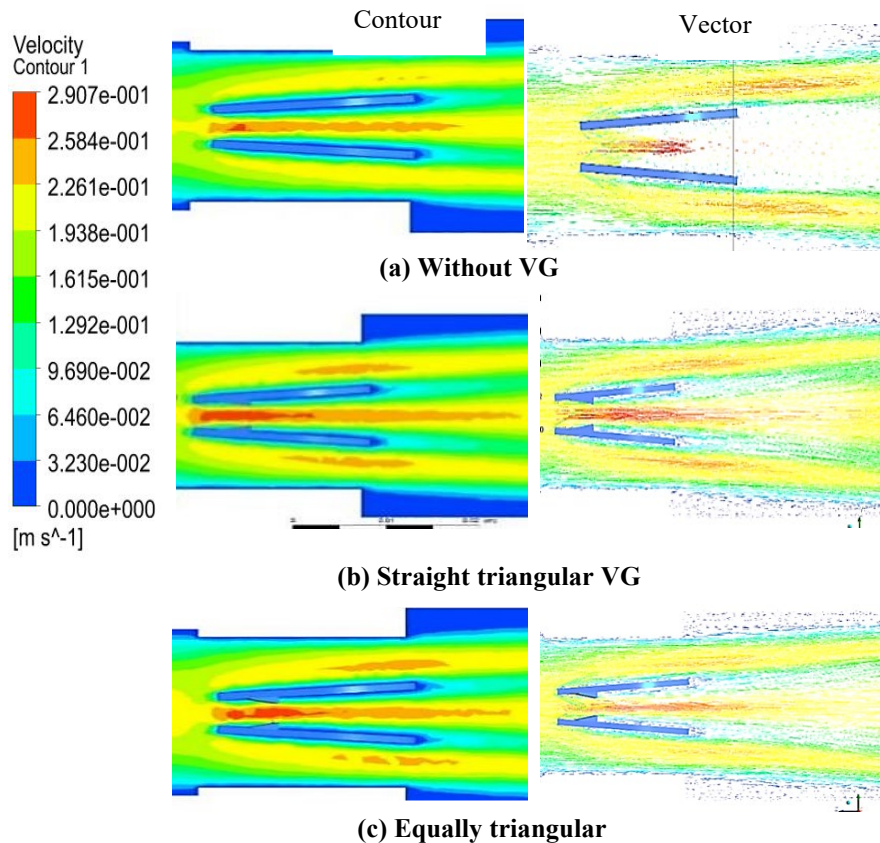 Contour
Vector
Velocity
Contour 1
2.907e-001
2.584e-001
2.261e-001
1.938e-001
1.615e-001
1.292e-001
9.690e-002
6.460e-002
3.230e-002
0.000e+000
[m s^-1]
(a) Without VG
(b) Straight triangular VG
(c) Equally triangular